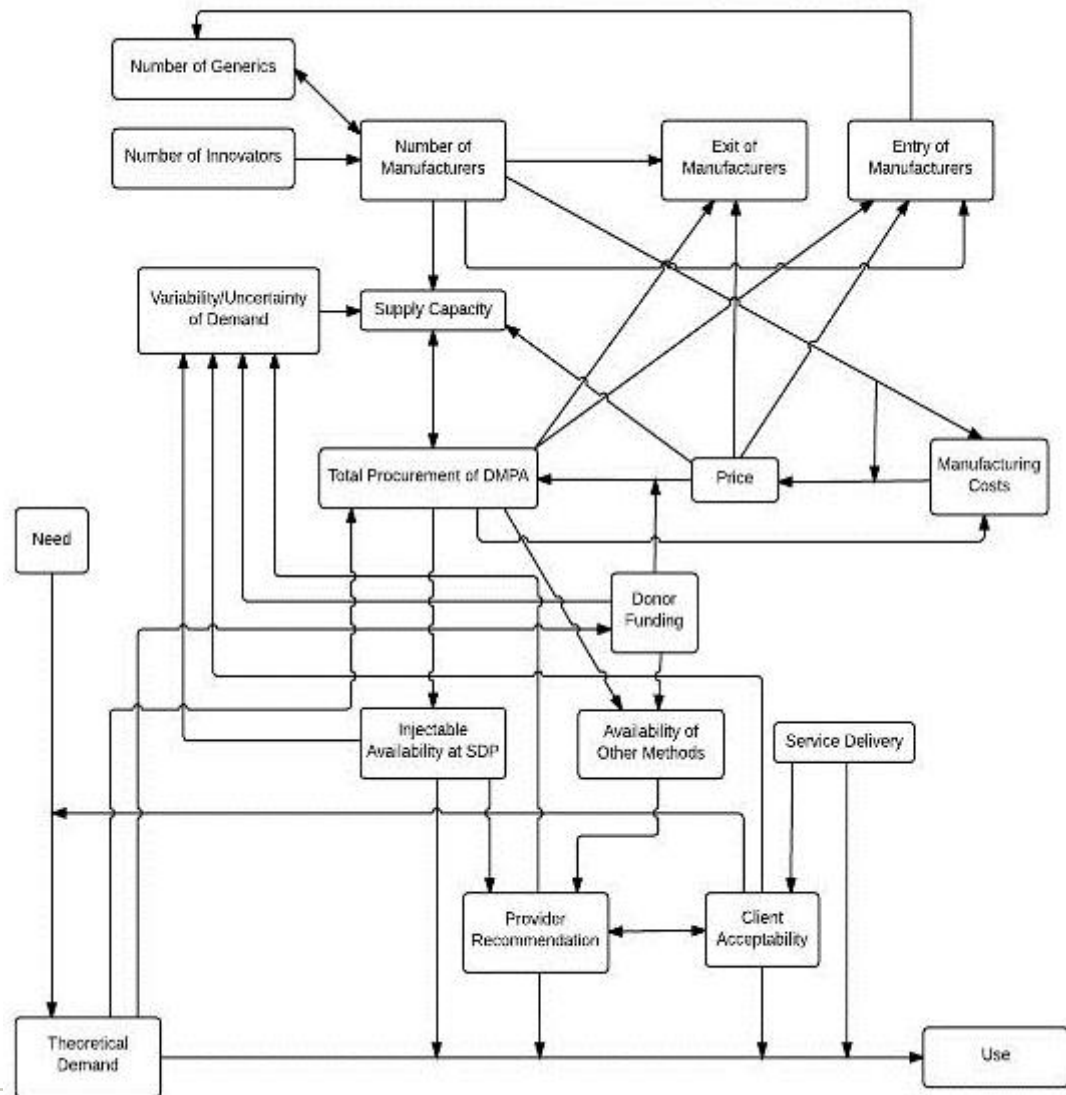 Number of Generics
Number of Innovators
Number of
Manufacturers
Exit of
Manufacturers
Entry of
Manufacturers
Variability/Uncertainty
of Demand
Supply Capacity
Total Procurement of DMPA
Price
Manufacturing
Costs
Need
Donor
Funding
Injectable
Availability at SDP
Availability of
Other Methods
Service Delivery
Provider
Recommendation
Client
Acceptability
Theoretical
Demand
Use